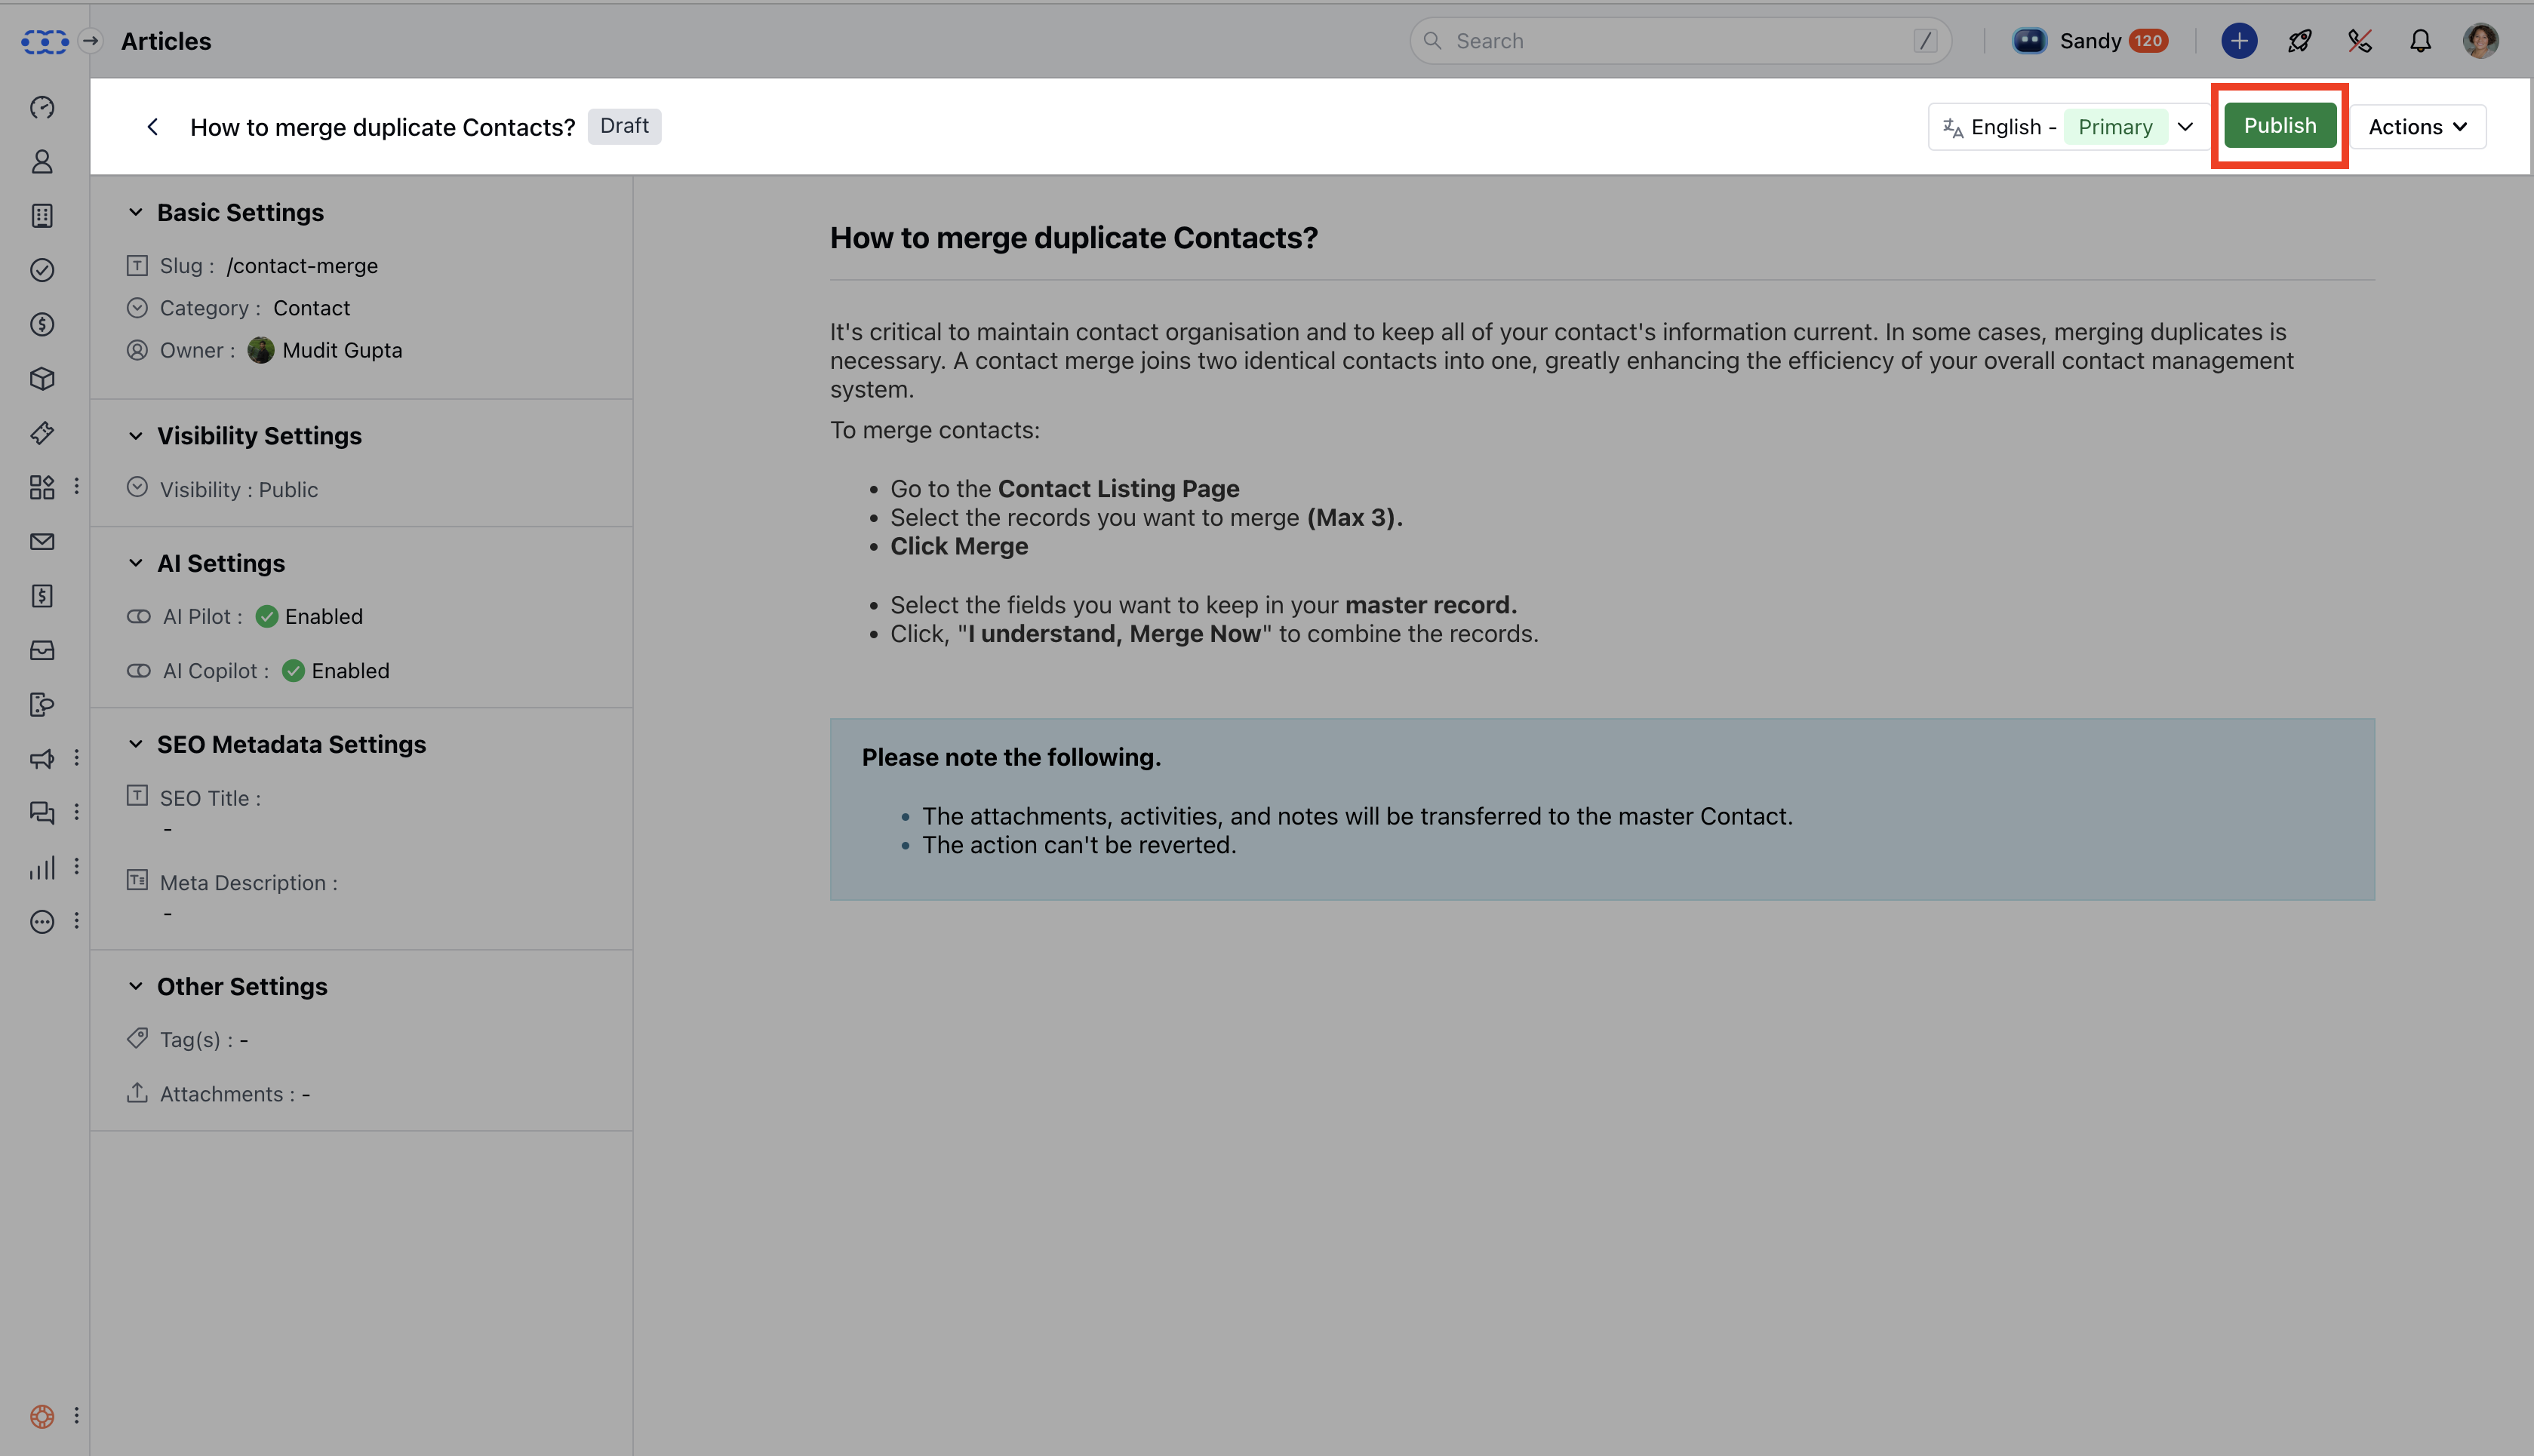 Articles
Search
/
Sandy 120
How to merge duplicate Contacts? Draft
English - Primary
Publish
Actions
Basic Settings
Slug : /contact-merge
Category : Contact
Owner : Mudit Gupta
Visibility Settings
Visibility : Public
AI Settings
AI Pilot : Enabled
AI Copilot : Enabled
SEO Metadata Settings
SEO Title :
-
Meta Description :
-
Other Settings
Tag(s) : -
Attachments : -
How to merge duplicate Contacts?
It's critical to maintain contact organisation and to keep all of your contact's information current. In some cases, merging duplicates is
necessary. A contact merge joins two identical contacts into one, greatly enhancing the efficiency of your overall contact management
system.
To merge contacts:
• Go to the Contact Listing Page
• Select the records you want to merge (Max 3).
• Click Merge
• Select the fields you want to keep in your master record.
• Click, "I understand, Merge Now" to combine the records.
Please note the following.
• The attachments, activities, and notes will be transferred to the master Contact.
• The action can't be reverted.